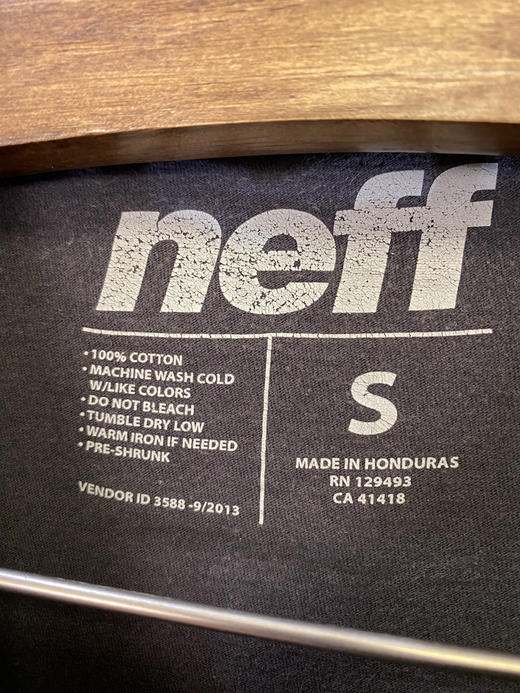 neff
• 100% COTTON
• MACHINE WASH COLD
W/LIKE COLORS
• DO NOT BLEACH
• TUMBLE DRY LOW
• WARM IRON IF NEEDED
• PRE-SHRUNK
VENDOR ID 3588 -9/2013
S
MADE IN HONDURAS
RN 129493
CA 41418